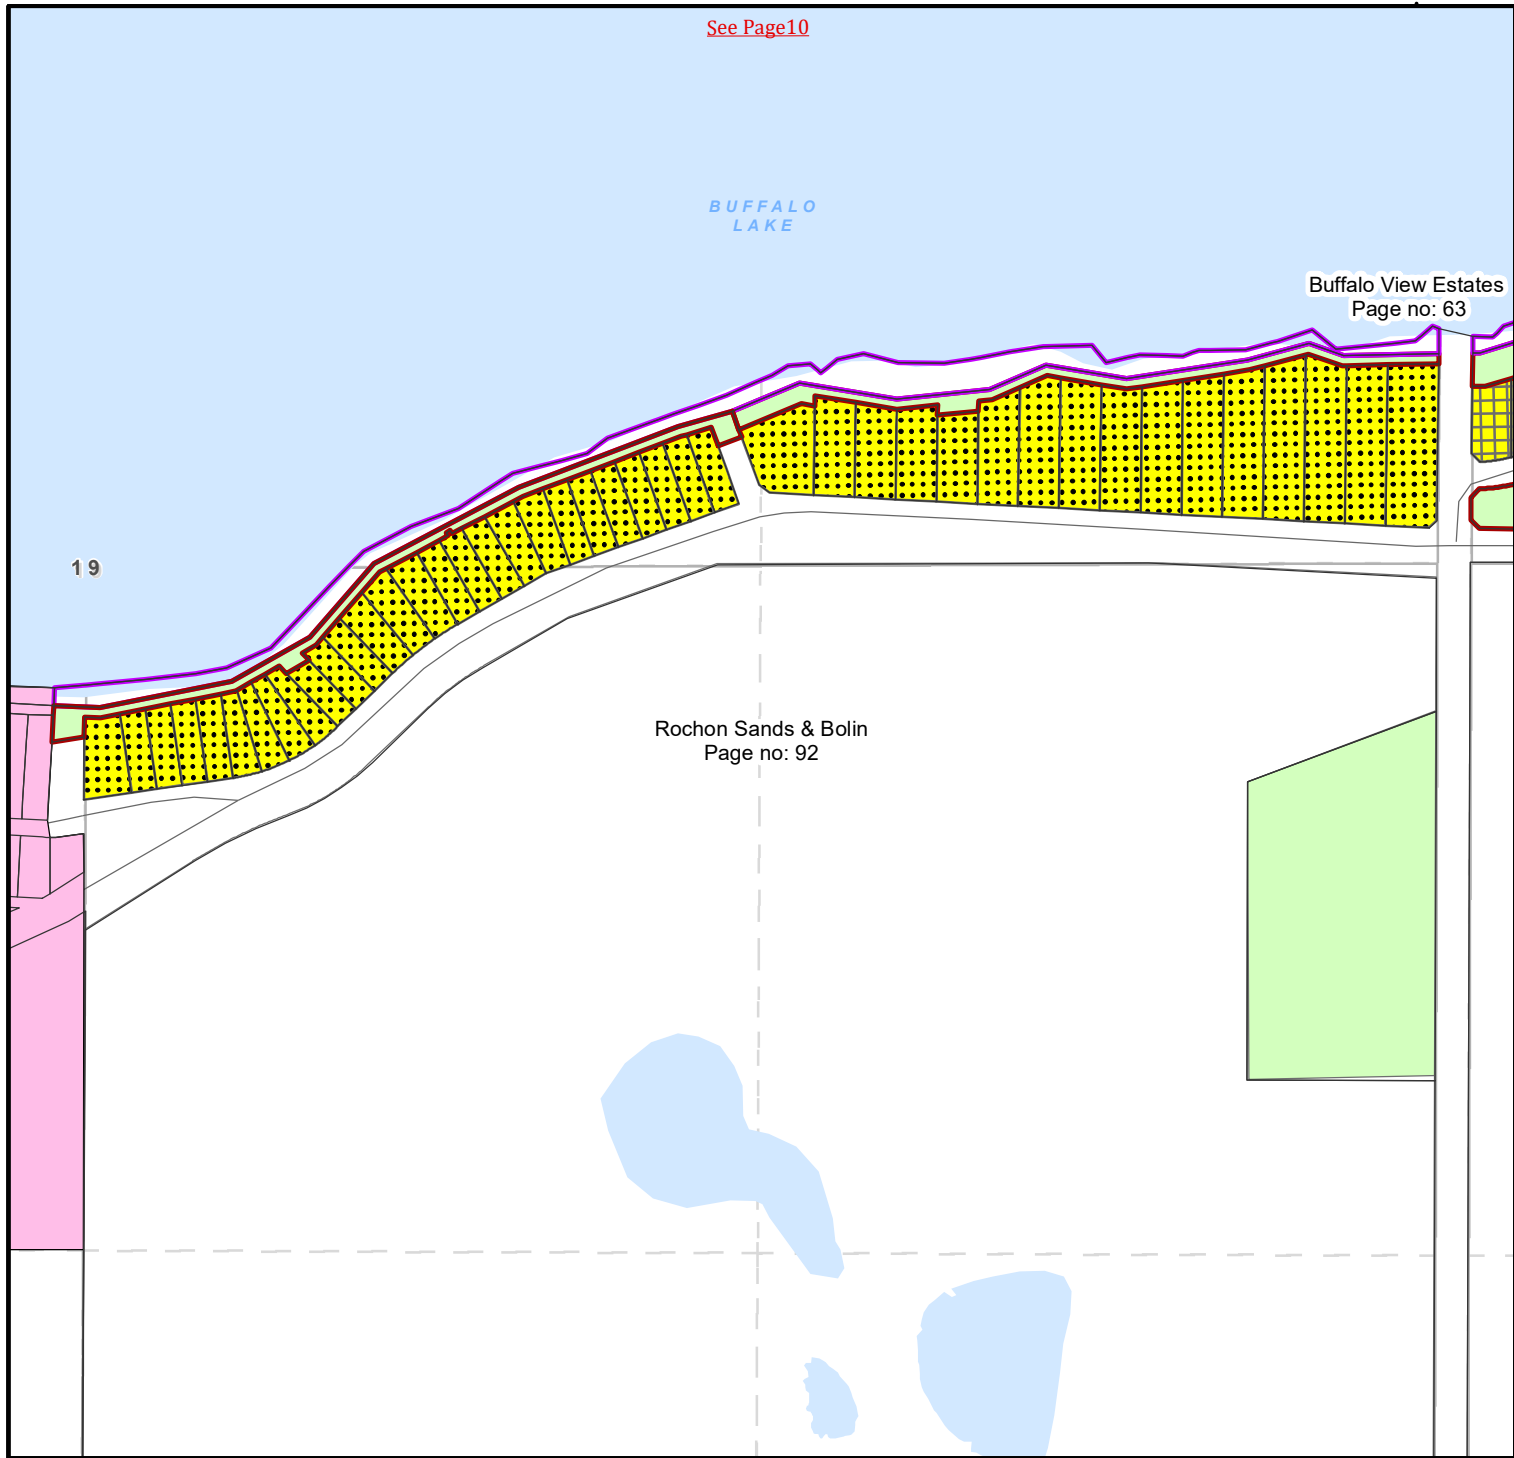 See Page10
BUFFALO
LAKE
Buffalo View Estates
Page no: 63
19
Rochon Sands & Bolin
Page no: 92